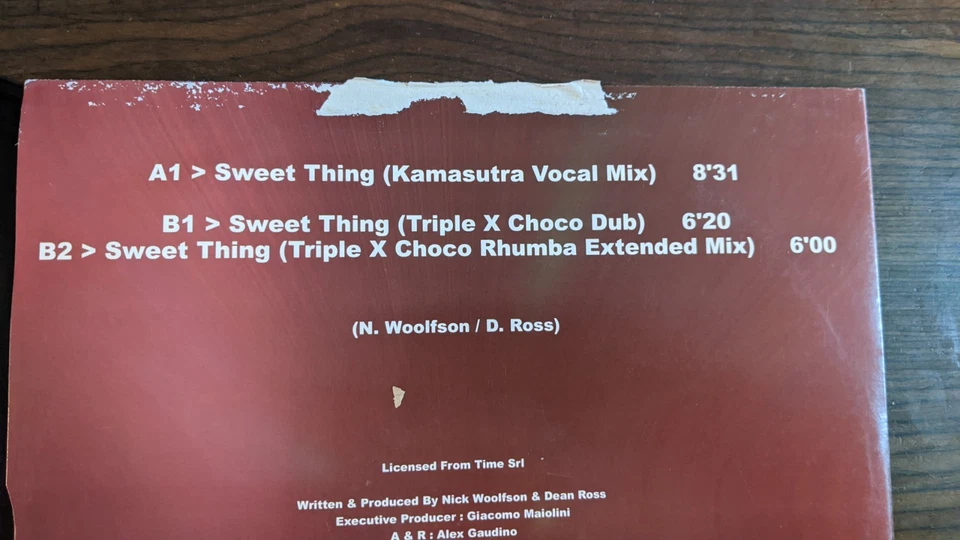 A1 > Sweet Thing (Kamasutra Vocal Mix) 8'31
B1 > Sweet Thing (Triple X Choco Dub) 6'20
B2 > Sweet Thing (Triple X Choco Rhumba Extended Mix) 6'00
(N. Woolfson / D. Ross)
Licensed From Time Srl
Written & Produced By Nick Woolfson & Dean Ross
Executive Producer : Giacomo Maiolini
A & R : Alex Gaudino